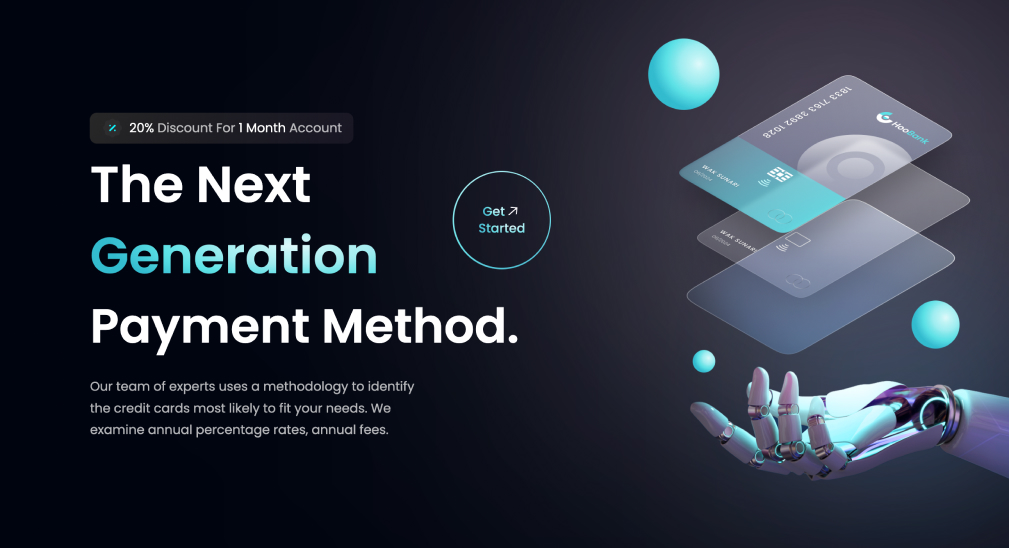 20% Discount For 1 Month Account
The Next
Generation
Payment Method.
Get ↗
Started
Our team of experts uses a methodology to identify
the credit cards most likely to fit your needs. We
examine annual percentage rates, annual fees.
1833 7163 3892 1028
HooBank
WAX SUNARI
WAX SUNARI